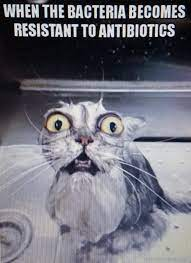 WHEN THE BACTERIA BECOMES
RESISTANT TO ANTIBIOTICS